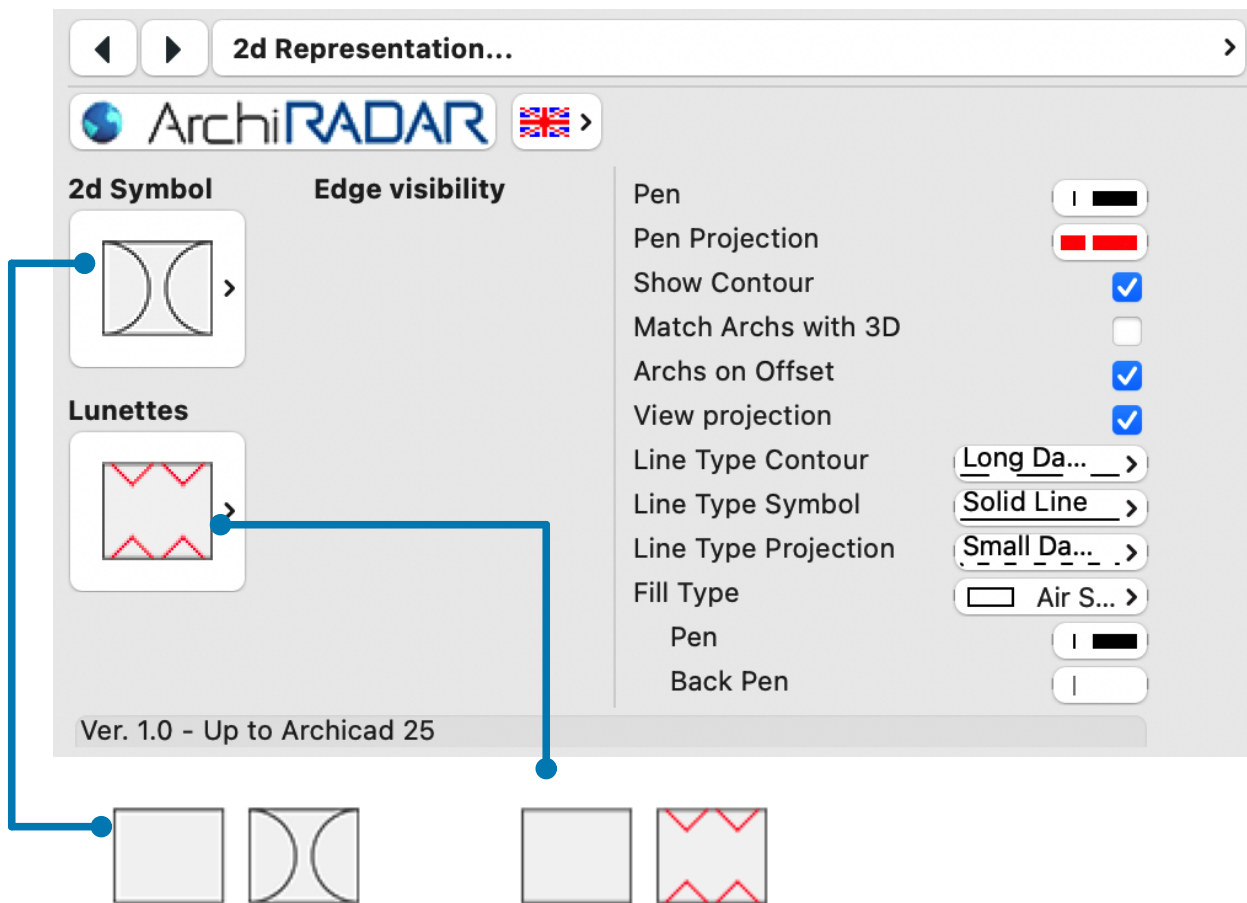 2d Representation...
ArchiRADAR
2d Symbol
Edge visibility
Lunettes
Pen
Pen Projection
Show Contour
Match Archs with 3D
Archs on Offset
View projection
Line Type Contour Long Da...
Line Type Symbol Solid Line
Line Type Projection Small Da...
Fill Type Air S...
Pen
Back Pen
Ver. 1.0 - Up to Archicad 25